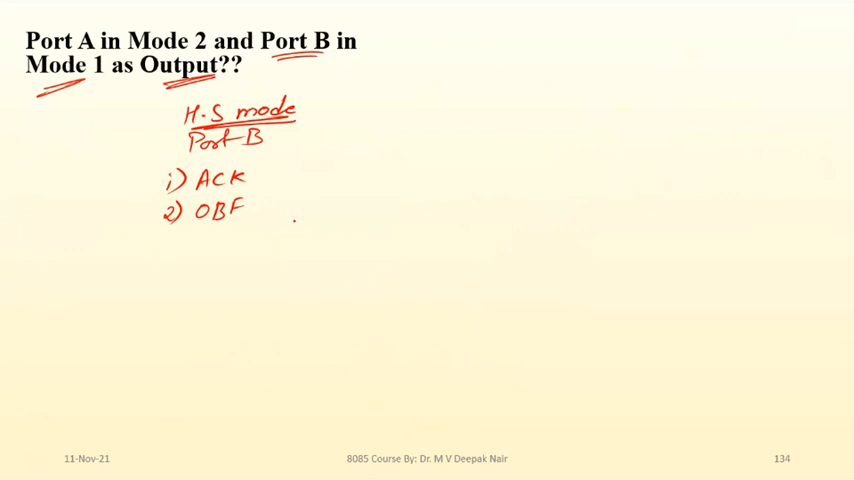 Port A in Mode 2 and Port B in
Mode 1 as Output??
H.S mode
Port B
i) ACK
2) OBF
11-Nov-21
8085 Course By: Dr. M V Deepak Nair
134